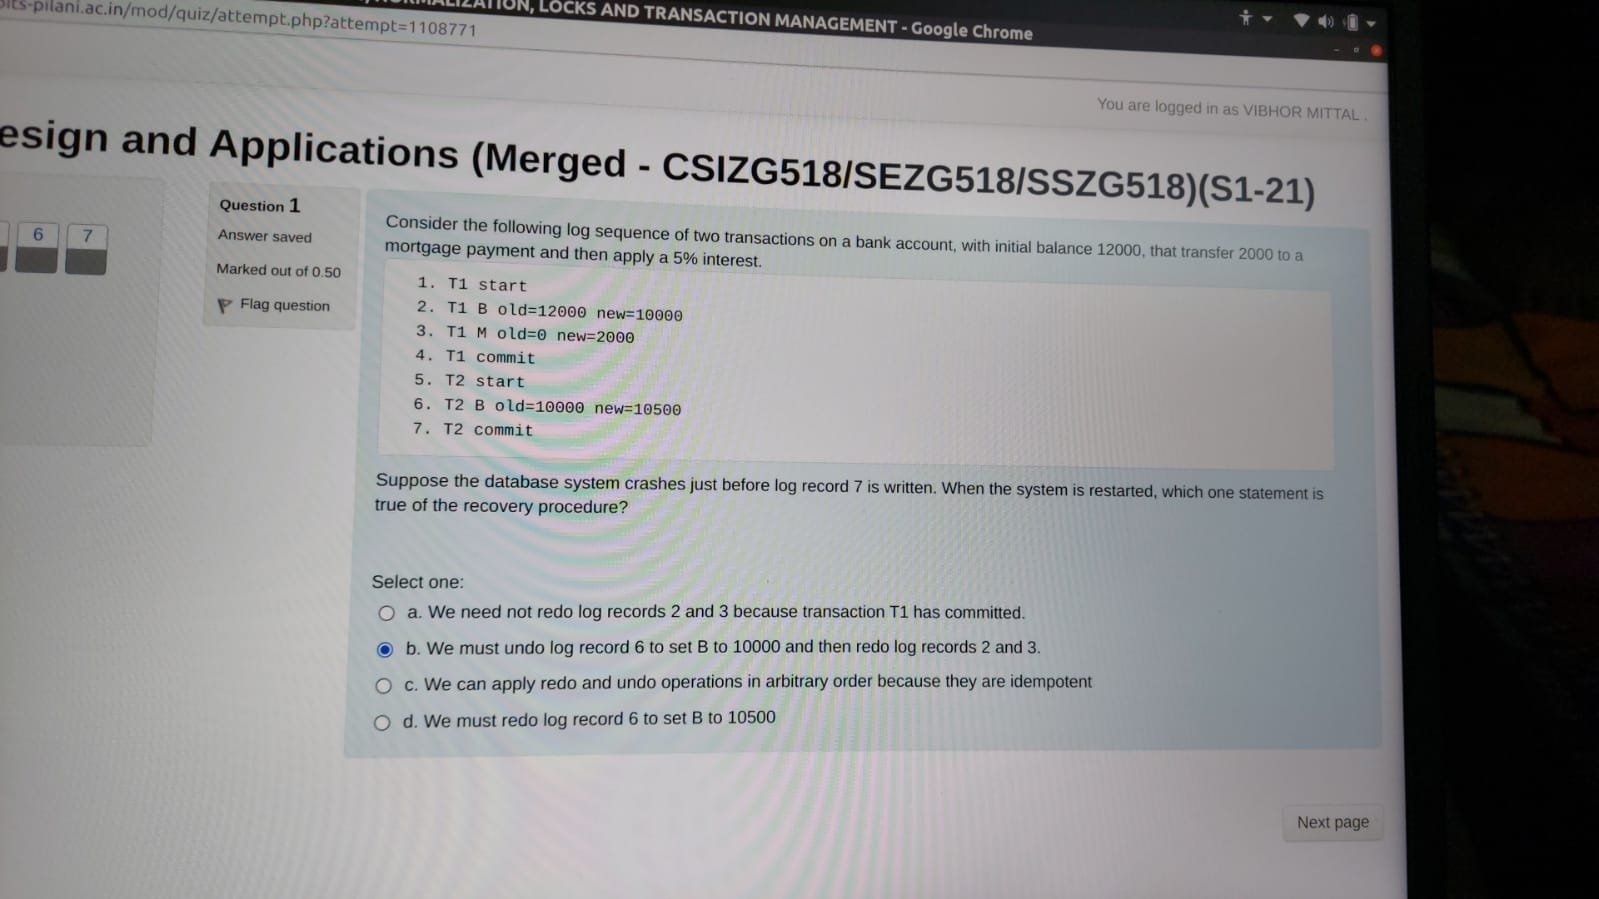 pilani.ac.in/mod/quiz/attempt.php?attempt=1108771
LOCKS AND TRANSACTION MANAGEMENT - Google Chrome
You are logged in as VIBHOR MITTAL .
esign and Applications (Merged - CSIZG518/SEZG518/SSZG518)(S1-21)
6 7
Question 1
Answer saved
Marked out of 0.50
Flag question
Consider the following log sequence of two transactions on a bank account, with initial balance 12000, that transfer 2000 to a
mortgage payment and then apply a 5% interest.
1. T1 start
2. T1 B old=12000 new=10000
3. T1 M old=0 new=2000
4. T1 commit
5. T2 start
6. T2 B old=10000 new=10500
7. T2 commit
Suppose the database system crashes just before log record 7 is written. When the system is restarted, which one statement is
true of the recovery procedure?
Select one:
a. We need not redo log records 2 and 3 because transaction T1 has committed.
b. We must undo log record 6 to set B to 10000 and then redo log records 2 and 3.
c. We can apply redo and undo operations in arbitrary order because they are idempotent
d. We must redo log record 6 to set B to 10500
Next page